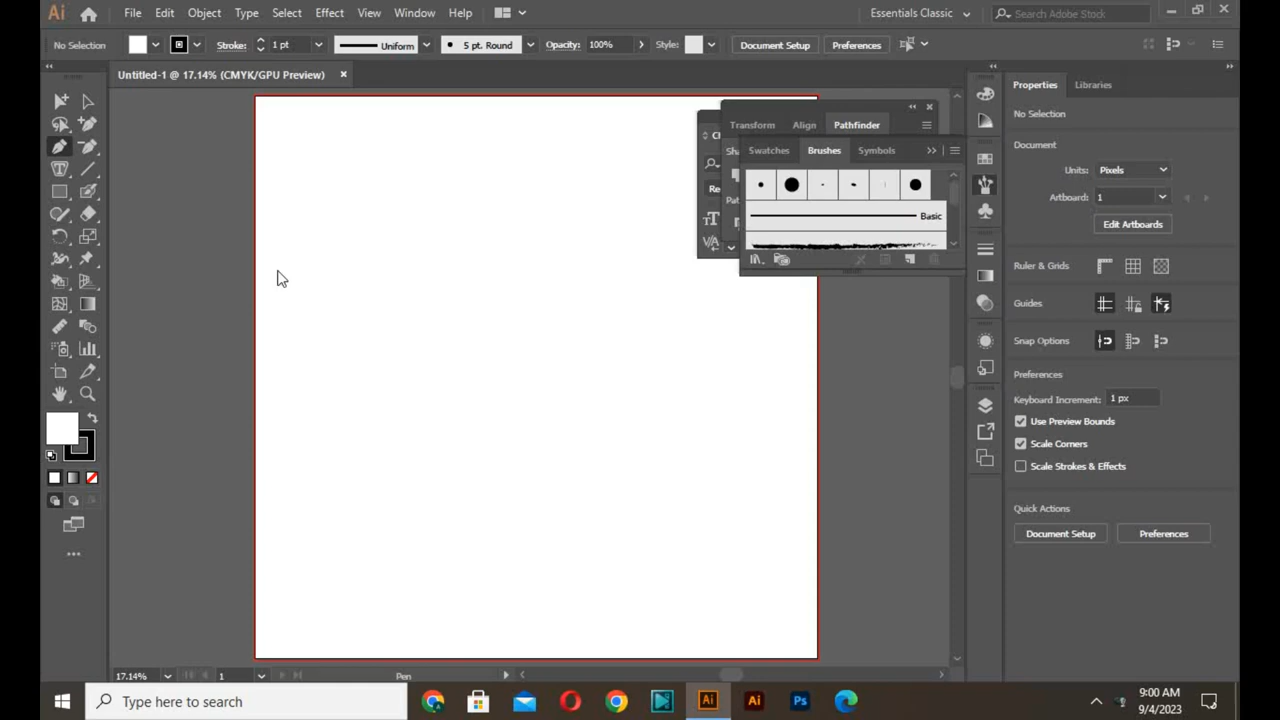 Ai File Edit Object Type Select Effect View Window Help Essentials Classic Search Adobe Stock
No Selection Stroke: 1 pt Uniform 5 pt. Round Opacity: 100% Style: Document Setup Preferences
Untitled-1 @ 17.14% (CMYK/GPU Preview)
Transform Align Pathfinder
Swatches Brushes Symbols
Basic
Properties Libraries
No Selection
Document
Units: Pixels
Artboard: 1
Edit Artboards
Ruler & Grids
Guides
Snap Options
Preferences
Keyboard Increment: 1 px
Use Preview Bounds
Scale Corners
Scale Strokes & Effects
Quick Actions
Document Setup Preferences
17.14% 1 Pen
Type here to search
Ai Ai Ps
9:00 AM
9/4/2023